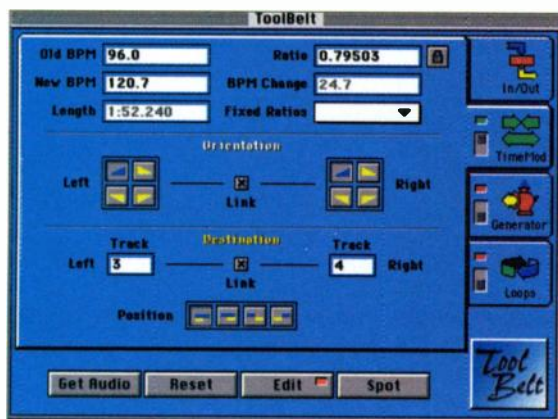 ToolBelt
Old BPM 96.0 Ratio 0.79503
New BPM 120.7 BPM Change 24.7
Length 1:52.240 Fixed Ratios
Orientation
Left Link Right
Destination
Track Track
Left 3 Link 4 Right
Position
Get Audio Reset Edit Spot
In/Out
TimeMod
Generator
Loops
Tool
Belt